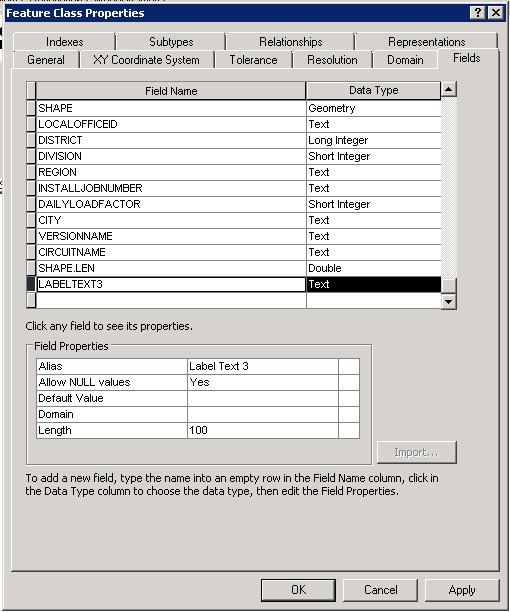 Feature Class Properties
Indexes Subtypes Relationships Representations
General XY Coordinate System Tolerance Resolution Domain Fields
Field Name Data Type
SHAPE Geometry
LOCALOFFICEID Text
DISTRICT Long Integer
DIVISION Short Integer
REGION Text
INSTALLJOBNUMBER Text
DAILYLOADFACTOR Short Integer
CITY Text
VERSIONNAME Text
CIRCUITNAME Text
SHAPE.LEN Double
LABELTEXT3 Text
Click any field to see its properties.
Field Properties
Alias Label Text 3
Allow NULL values Yes
Default Value
Domain
Length 100
Import...
To add a new field, type the name into an empty row in the Field Name column, click in
the Data Type column to choose the data type, then edit the Field Properties.
OK Cancel Apply